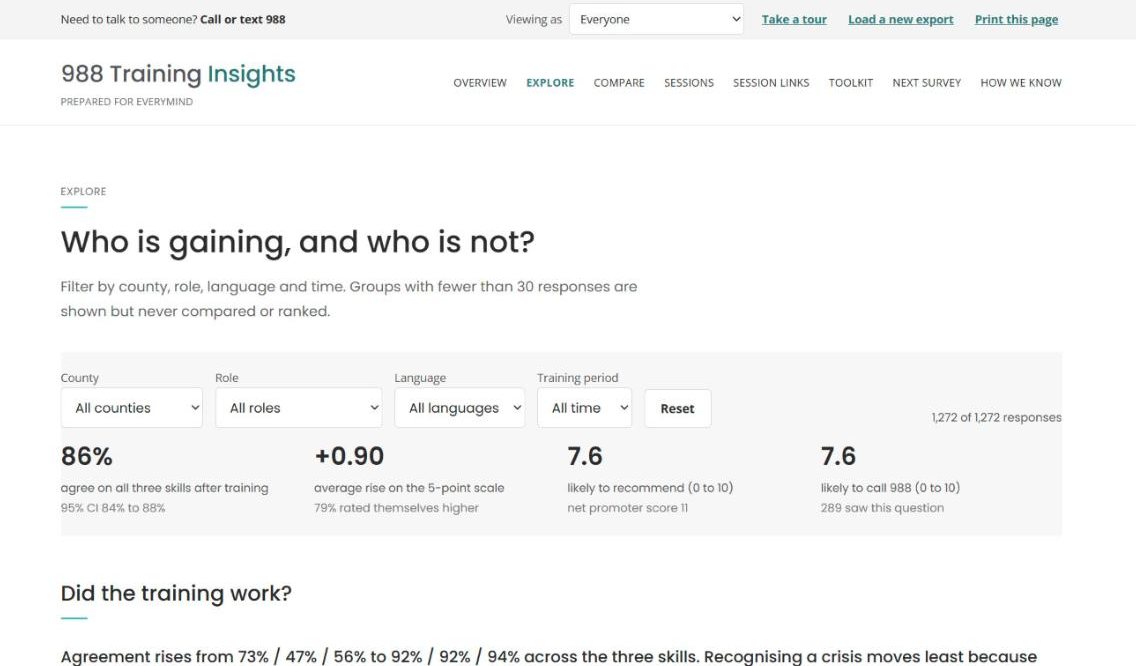 Need to talk to someone? Call or text 988
Viewing as Everyone Take a tour Load a new export Print this page
988 Training Insights
PREPARED FOR EVERYMIND
OVERVIEW EXPLORE COMPARE SESSIONS SESSION LINKS TOOLKIT NEXT SURVEY HOW WE KNOW
EXPLORE
Who is gaining, and who is not?
Filter by county, role, language and time. Groups with fewer than 30 responses are
shown but never compared or ranked.
County Role Language Training period
All counties All roles All languages All time Reset
1,272 of 1,272 responses
86% +0.90 7.6 7.6
agree on all three skills after training average rise on the 5-point scale likely to recommend (0 to 10) likely to call 988 (0 to 10)
95% CI 84% to 88% 79% rated themselves higher net promoter score 11 289 saw this question
Did the training work?
Agreement rises from 73% / 47% / 56% to 92% / 92% / 94% across the three skills. Recognising a crisis moves least because